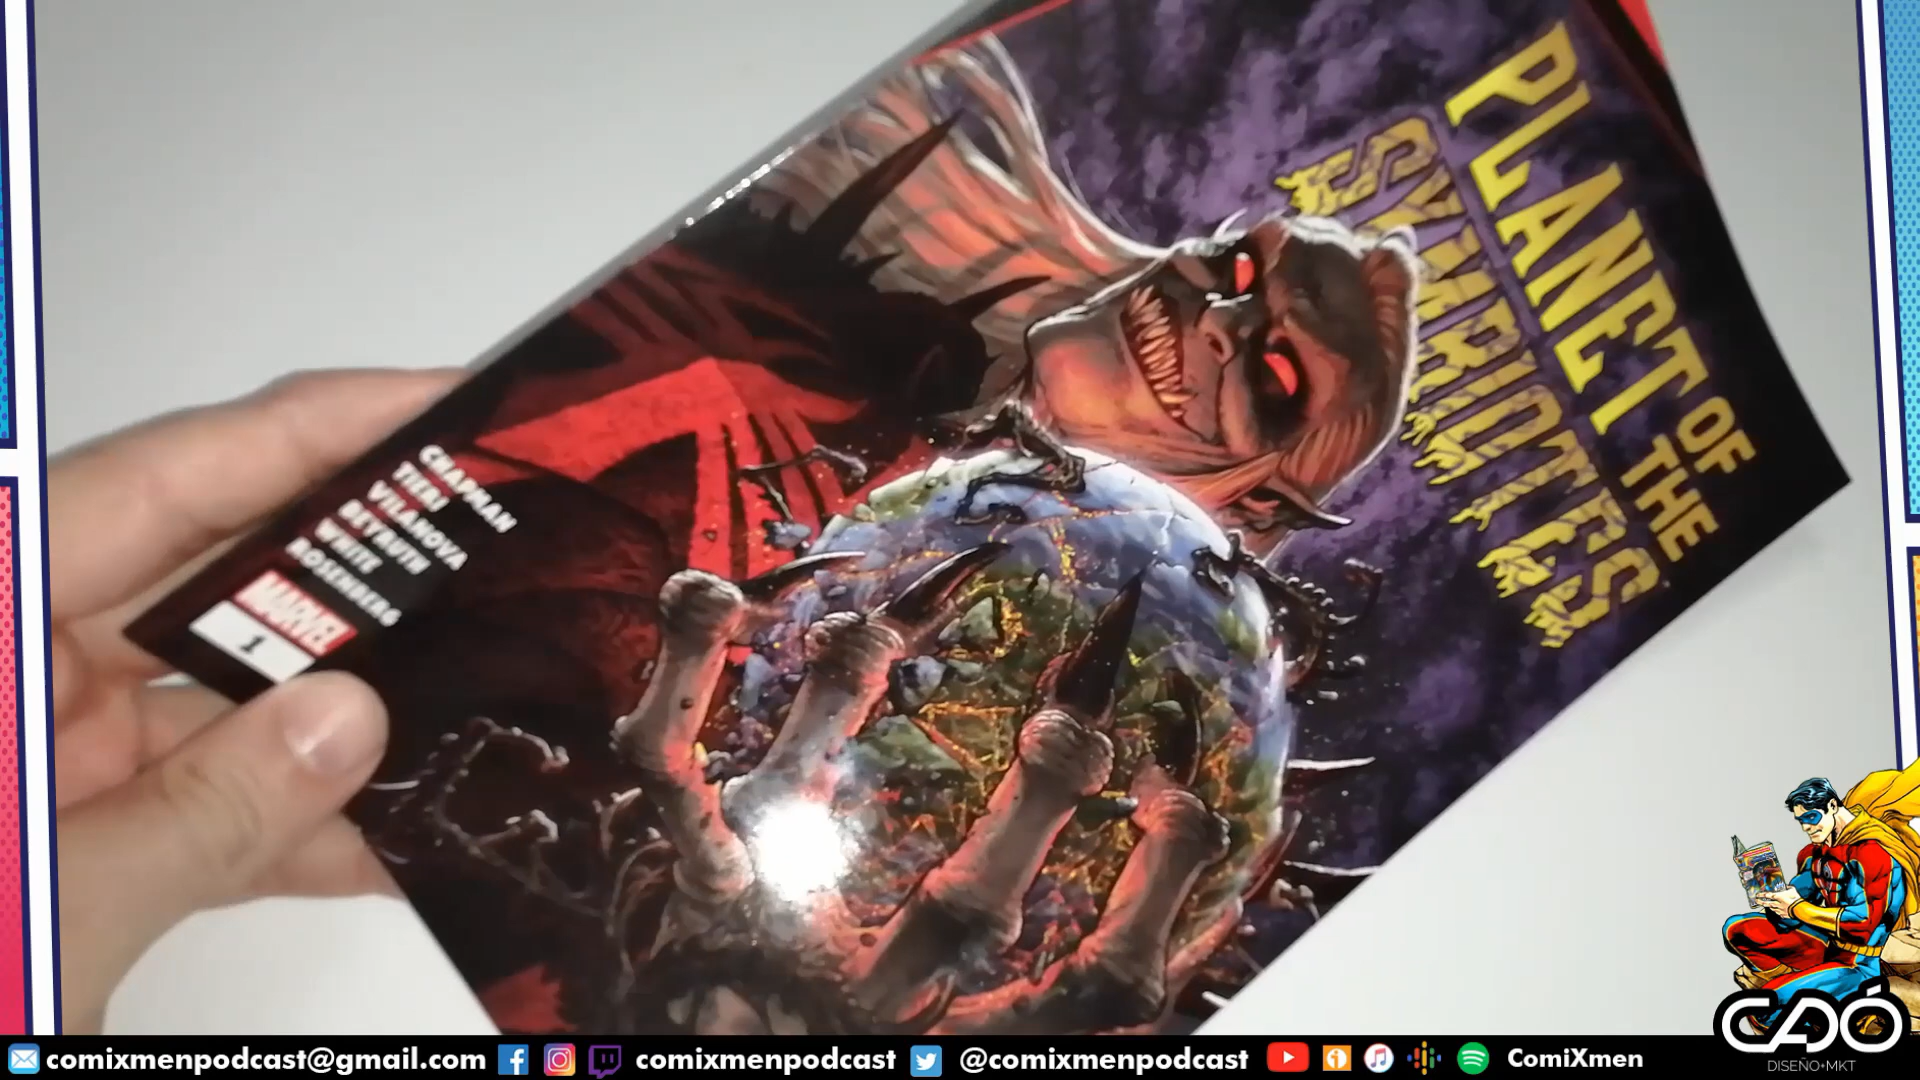 PLANET
OF THE
SYMBIOTES
CHAPMAN
TIERI
VILANOVA
BEYRUTH
WHITE
ROSENBERG
MARVEL
1
CADÓ
DISEÑO+MKT
comixmenpodcast@gmail.com comixmenpodcast @comixmenpodcast ComiXmen